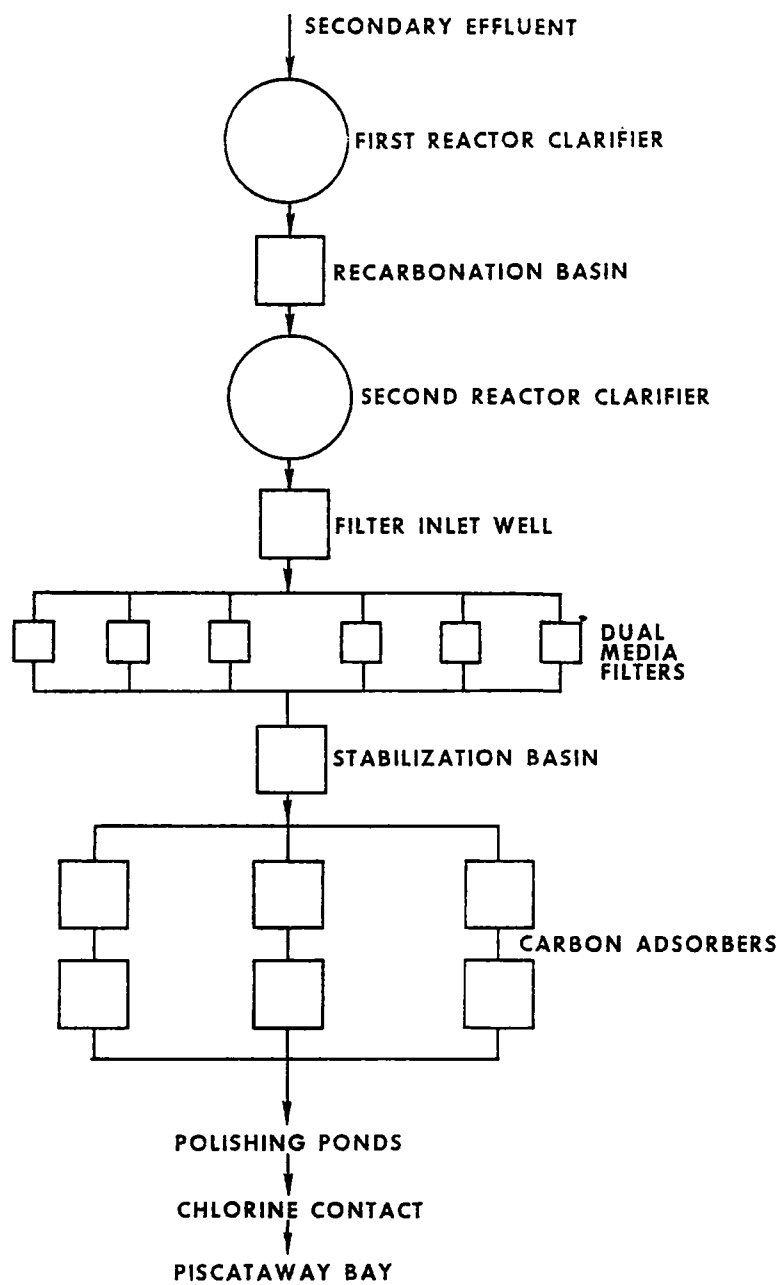 SECONDARY EFFLUENT
FIRST REACTOR CLARIFIER
RECARBONATION BASIN
SECOND REACTOR CLARIFIER
FILTER INLET WELL
DUAL
MEDIA
FILTERS
STABILIZATION BASIN
CARBON ADSORBERS
POLISHING PONDS
CHLORINE CONTACT
PISCATAWAY BAY